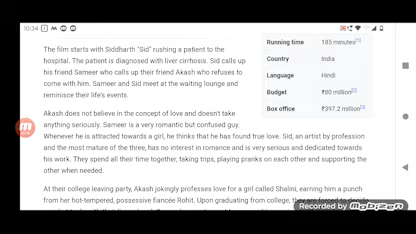 10:34
The film starts with Siddharth "Sid" rushing a patient to the
hospital. The patient is diagnosed with liver cirrhosis. Sid calls up
his friend Sameer who calls up their friend Akash who refuses to
come with him. Sameer and Sid meet at the waiting lounge and
reminisce their life's events
Running time 185 minutes[1]
Country India
Language Hindi
Budget ₹80 million[2]
Box office ₹397.2 million[3]
Akash does not believe in the concept of love and doesn't take
anything seriously. Sameer is a very romantic but confused guy.
Whenever he is attracted towards a girl, he thinks that he has found true love. Sid, an artist by profession
and the most mature of the three, has no interest in romance and is very serious and dedicated towards
his work. They spend all their time together, taking trips, playing pranks on each other and supporting the
other when needed.
At their college leaving party, Akash jokingly professes love for a girl called Shalini, earning him a punch
from her hot-tempered, possessive fiancée Rohit. Upon graduating from college, they are forced to
Recorded by MOBIZEN